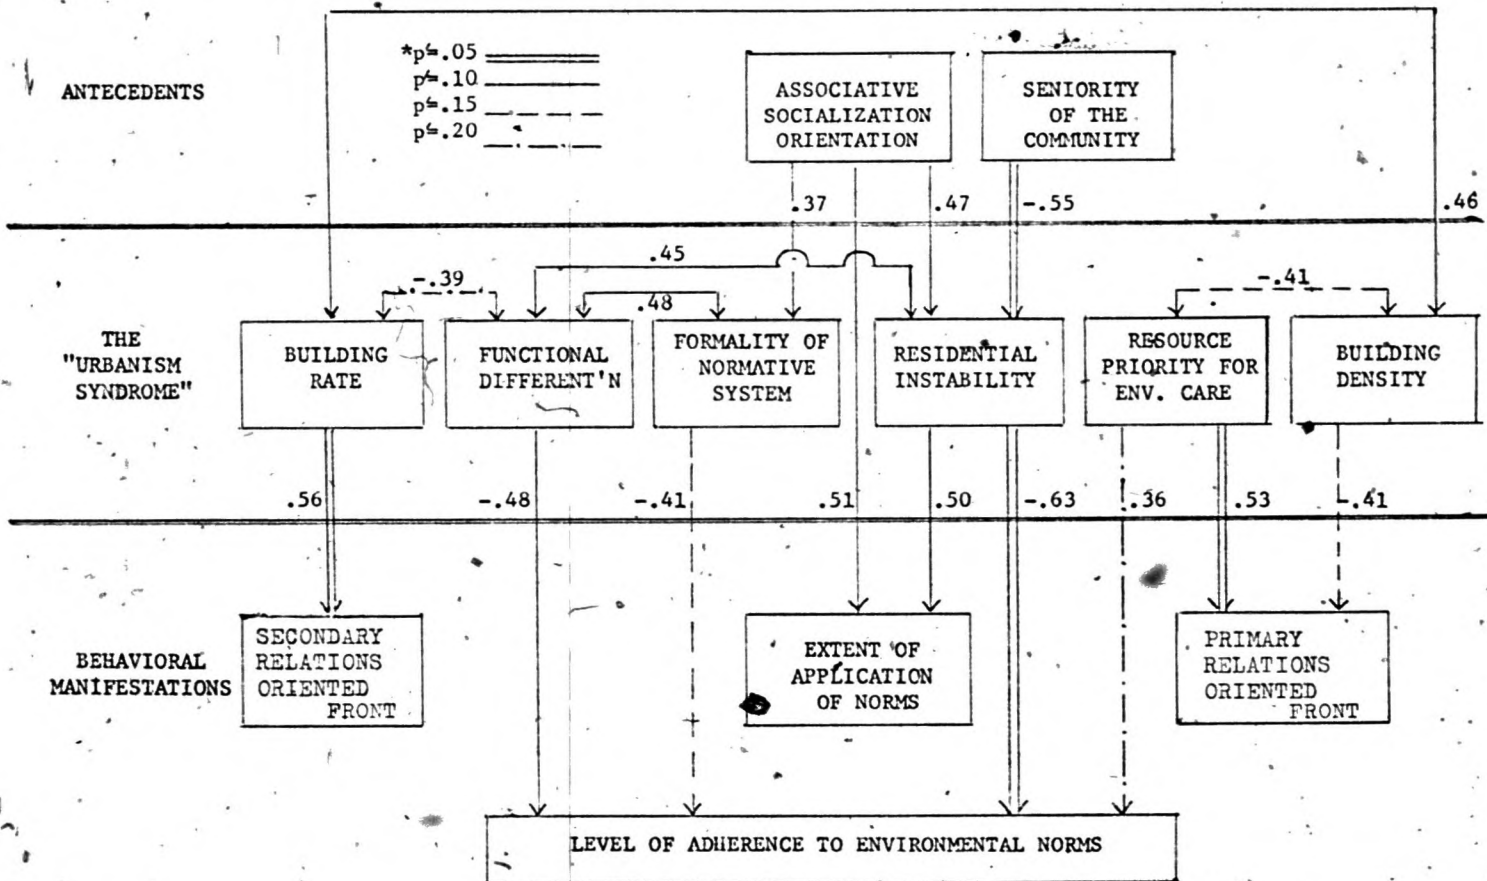 *p≤.05
p≤.10
p≤.15
p≤.20
ANTECEDENTS
ASSOCIATIVE
SOCIALIZATION
ORIENTATION
SENIORITY
OF THE
COMMUNITY
.37
.47
-.55
.46
.45
-.39
.48
-.41
THE
"URBANISM
SYNDROME"
BUILDING
RATE
FUNCTIONAL
DIFFERENT'N
FORMALITY OF
NORMATIVE
SYSTEM
RESIDENTIAL
INSTABILITY
RESOURCE
PRIORITY FOR
ENV. CARE
BUILDING
DENSITY
.56
-.48
-.41
.51
.50
-.63
.36
.53
-.41
BEHAVIORAL
MANIFESTATIONS
SECONDARY
RELATIONS
ORIENTED
FRONT
EXTENT OF
APPLICATION
OF NORMS
PRIMARY
RELATIONS
ORIENTED
FRONT
LEVEL OF ADHERENCE TO ENVIRONMENTAL NORMS